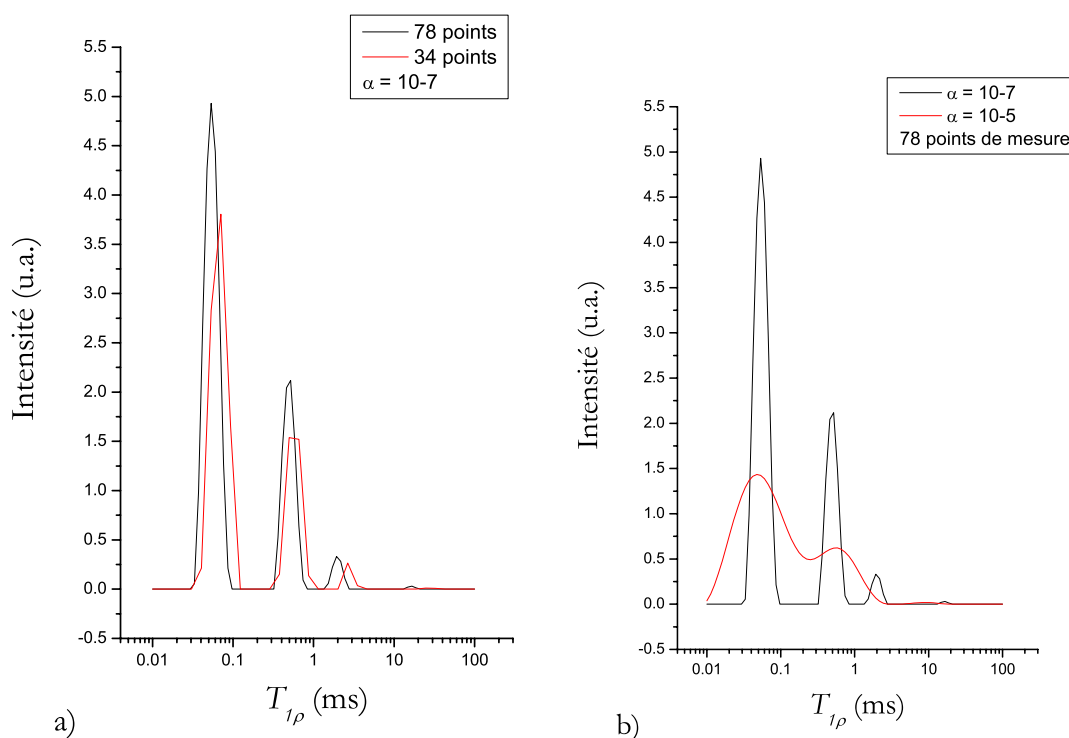 78 points
34 points
α = 10-7
5.5
5.0
4.5
4.0
3.5
3.0
2.5
2.0
1.5
1.0
0.5
0.0
-0.5
Intensité (u.a.)
0.01 0.1 1 10 100
T1ρ (ms)
a)
α = 10-7
α = 10-5
78 points de mesure
5.5
5.0
4.5
4.0
3.5
3.0
2.5
2.0
1.5
1.0
0.5
0.0
-0.5
Intensité (u.a.)
0.01 0.1 1 10 100
T1ρ (ms)
b)